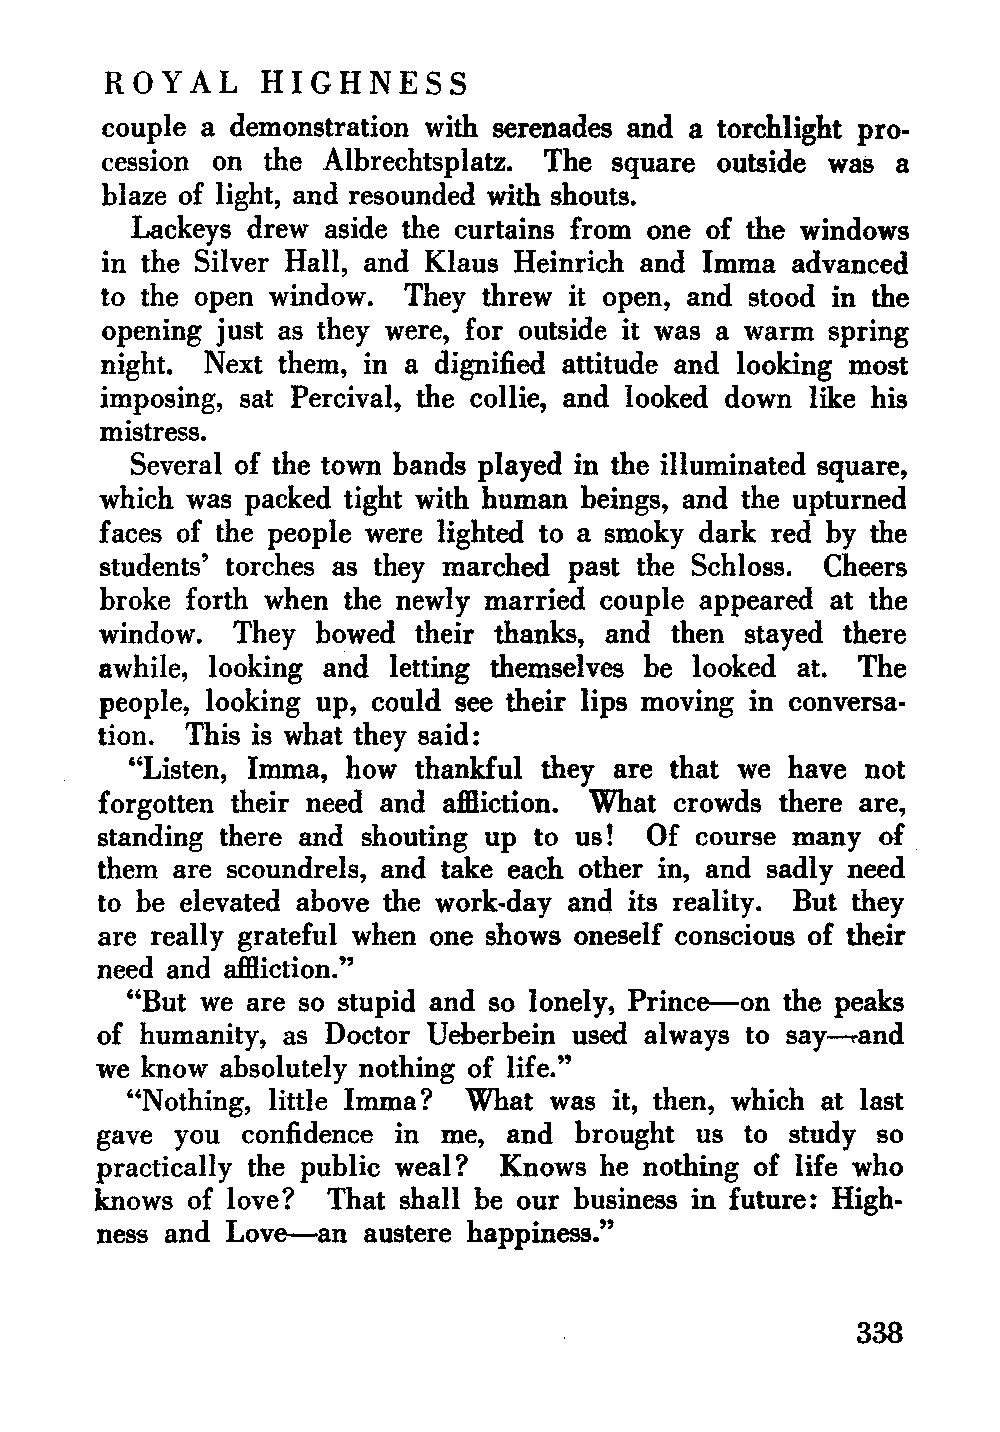 ROYAL HIGHNESS
couple a demonstration with serenades and a torchlight pro-
cession on the Albrechtsplatz. The square outside was a
blaze of light, and resounded with shouts.
Lackeys drew aside the curtains from one of the windows
in the Silver Hall, and Klaus Heinrich and Imma advanced
to the open window. They threw it open, and stood in the
opening just as they were, for outside it was a warm spring
night. Next them, in a dignified attitude and looking most
imposing, sat Percival, the collie, and looked down like his
mistress.
Several of the town bands played in the illuminated square,
which was packed tight with human beings, and the upturned
faces of the people were lighted to a smoky dark red by the
students' torches as they marched past the Schloss. Cheers
broke forth when the newly married couple appeared at the
window. They bowed their thanks, and then stayed there
awhile, looking and letting themselves be looked at. The
people, looking up, could see their lips moving in conversa-
tion. This is what they said:
“Listen, Imma, how thankful they are that we have not
forgotten their need and affliction. What crowds there are,
standing there and shouting up to us! Of course many of
them are scoundrels, and take each other in, and sadly need
to be elevated above the work-day and its reality. But they
are really grateful when one shows oneself conscious of their
need and affliction.”
“But we are so stupid and so lonely, Prince—on the peaks
of humanity, as Doctor Ueberbein used always to say—and
we know absolutely nothing of life.”
“Nothing, little Imma? What was it, then, which at last
gave you confidence in me, and brought us to study so
practically the public weal? Knows he nothing of life who
knows of love? That shall be our business in future: High-
ness and Love—an austere happiness.”
338